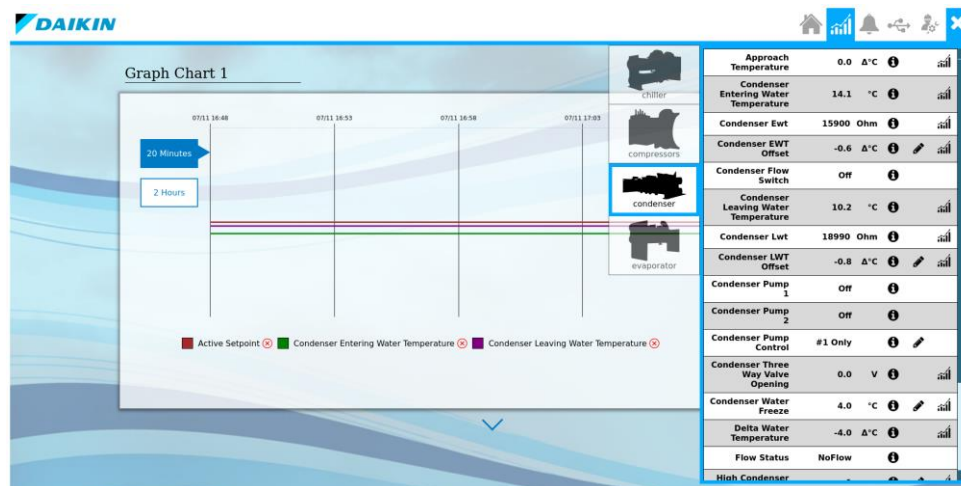 DAIKIN
Graph Chart 1
07/11 16:48
07/11 16:53
07/11 16:58
07/11 17:03
20 Minutes
2 Hours
Active Setpoint
Condenser Entering Water Temperature
Condenser Leaving Water Temperature
chiller
compressors
condenser
evaporator
Approach
Temperature
0.0 Δ°C
Condenser
Entering Water
Temperature
14.1 °C
Condenser Ewt
15900 Ohm
Condenser EWT
Offset
-0.6 Δ°C
Condenser Flow
Switch
Off
Condenser
Leaving Water
Temperature
10.2 °C
Condenser Lwt
18990 Ohm
Condenser LWT
Offset
-0.8 Δ°C
Condenser Pump
1
Off
Condenser Pump
2
Off
Condenser Pump
Control
#1 Only
Condenser Three
Way Valve
Opening
0.0 V
Condenser Water
Freeze
4.0 °C
Delta Water
Temperature
-4.0 Δ°C
Flow Status
NoFlow
High Condenser